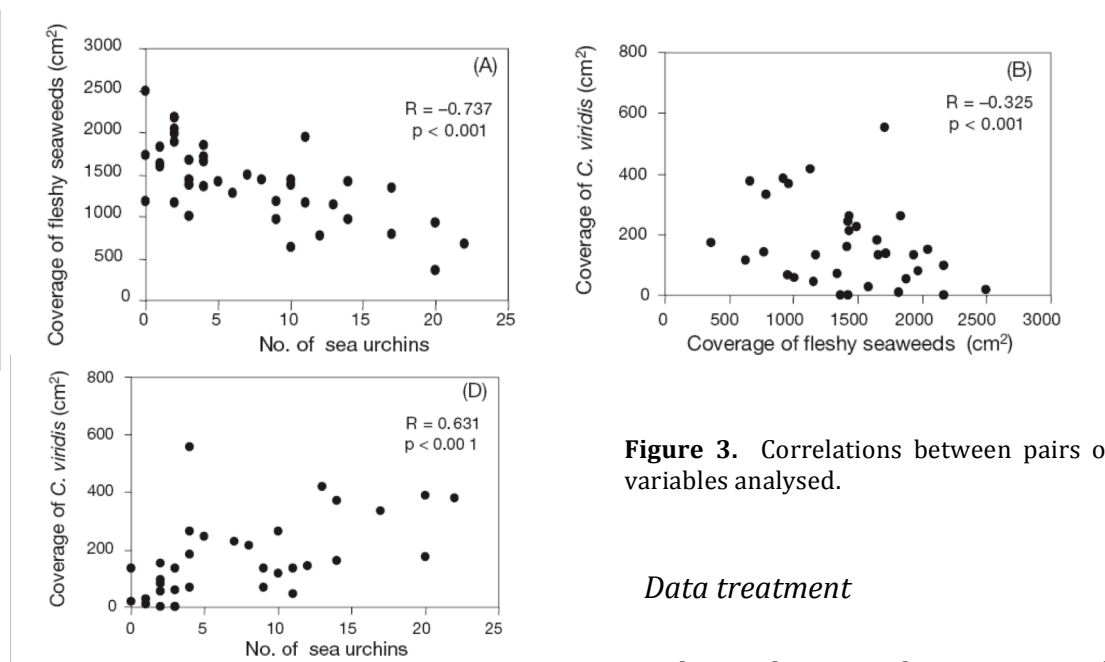 3000
2500
2000
1500
1000
500
0
Coverage of fleshy seaweeds (cm²)
(A)
R = –0.737
p < 0.001
0 5 10 15 20 25
No. of sea urchins
800
600
400
200
0
Coverage of C. viridis (cm²)
(B)
R = –0.325
p < 0.001
0 500 1000 1500 2000 2500 3000
Coverage of fleshy seaweeds (cm²)
800
600
400
200
0
Coverage of C. viridis (cm²)
(D)
R = 0.631
p < 0.00 1
0 5 10 15 20 25
No. of sea urchins
Figure 3. Correlations between pairs o
variables analysed.
Data treatment